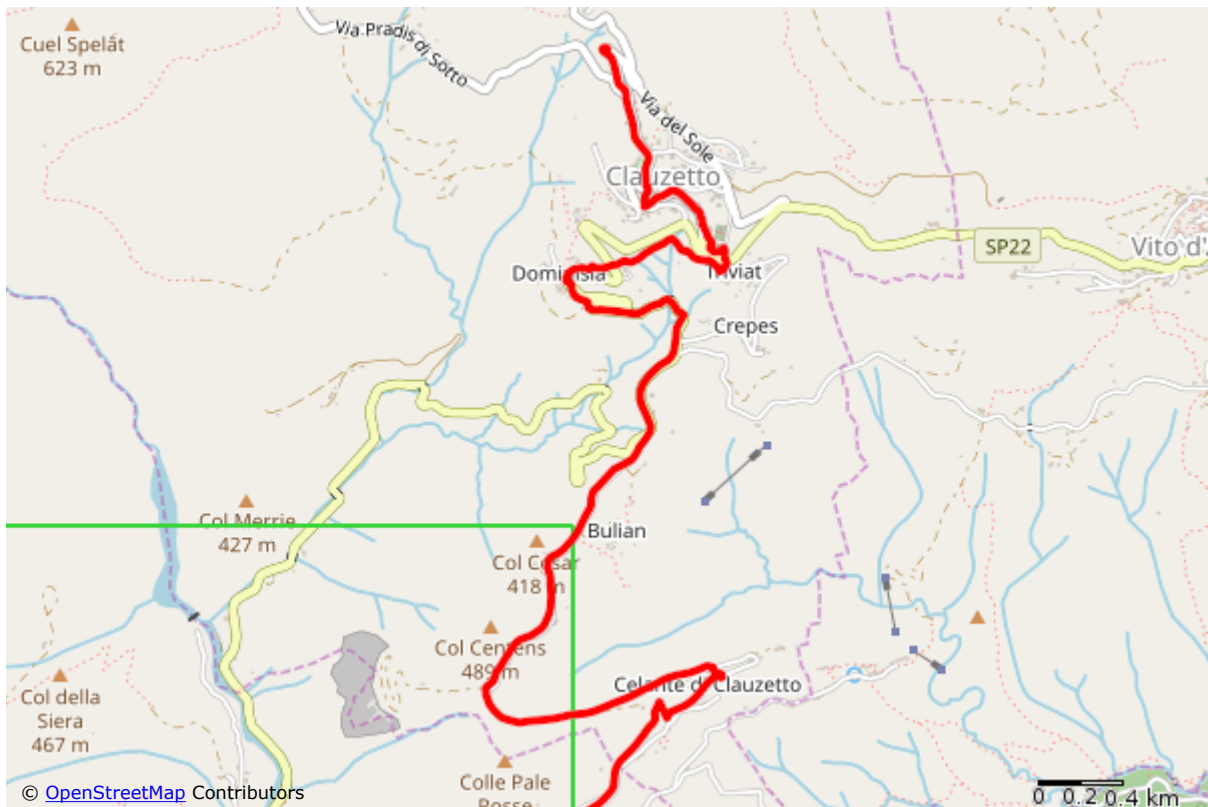 Cuel Spelât
623 m
Via Pradis di Sotto
Via del Sole
Clauzetto
SP22
Vito d'
Triviat
Crepes
Bulian
Col Merrie
427 m
Col Cesar
418 m
Col Centens
489 m
Celante di Clauzetto
Col della
Siera
467 m
Colle Pale
Rosse
© OpenStreetMap Contributors
0 0.2 0.4 km